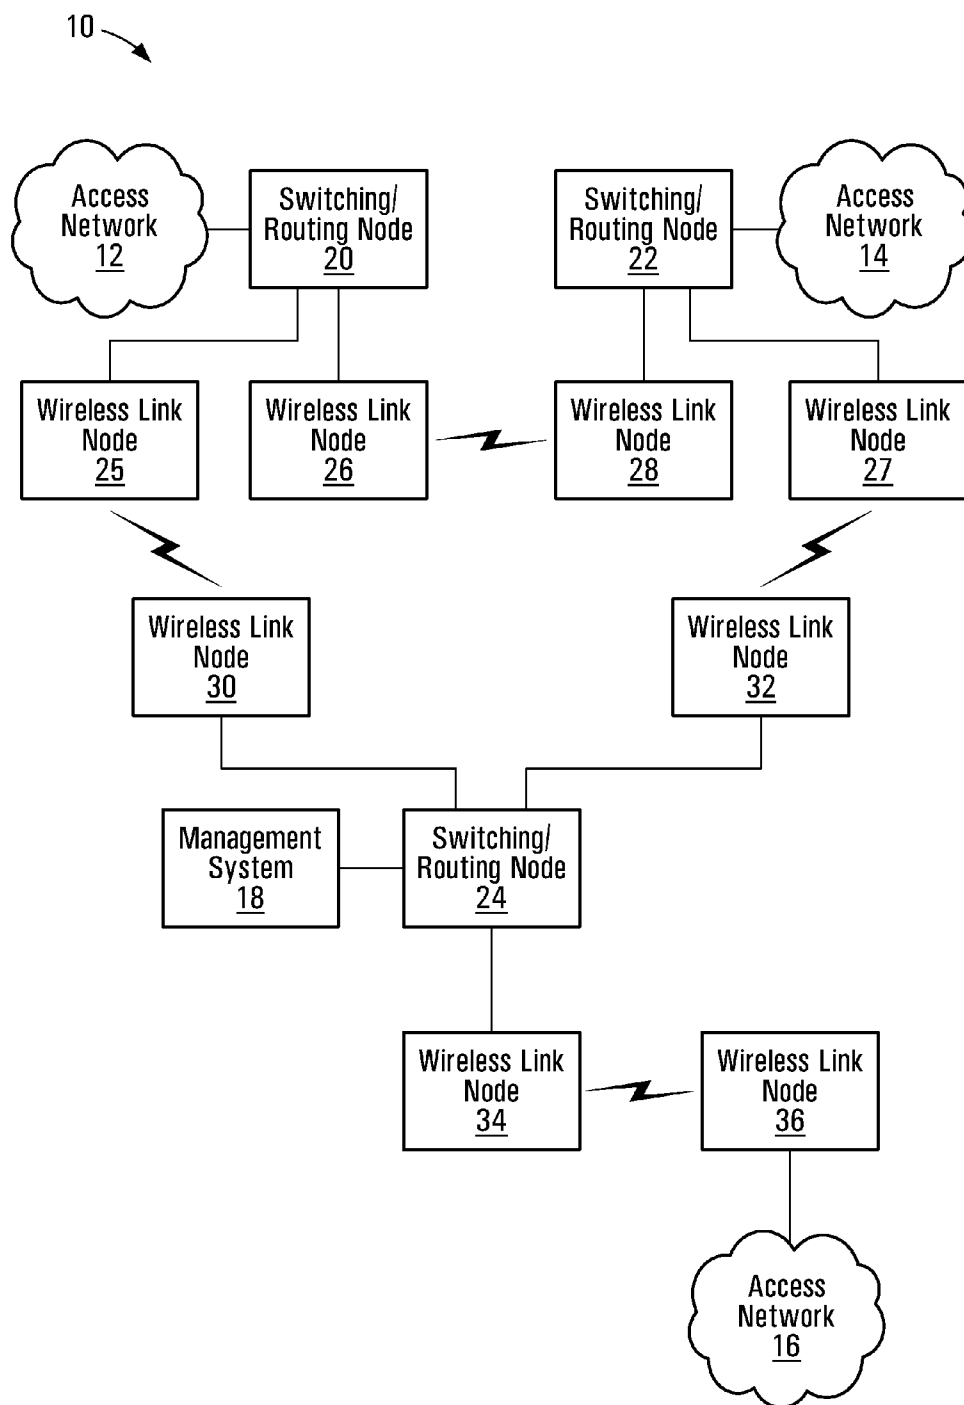 10
Access
Network
12
Switching/
Routing Node
20
Switching/
Routing Node
22
Access
Network
14
Wireless Link
Node
25
Wireless Link
Node
26
Wireless Link
Node
28
Wireless Link
Node
27
Wireless Link
Node
30
Wireless Link
Node
32
Management
System
18
Switching/
Routing Node
24
Wireless Link
Node
34
Wireless Link
Node
36
Access
Network
16